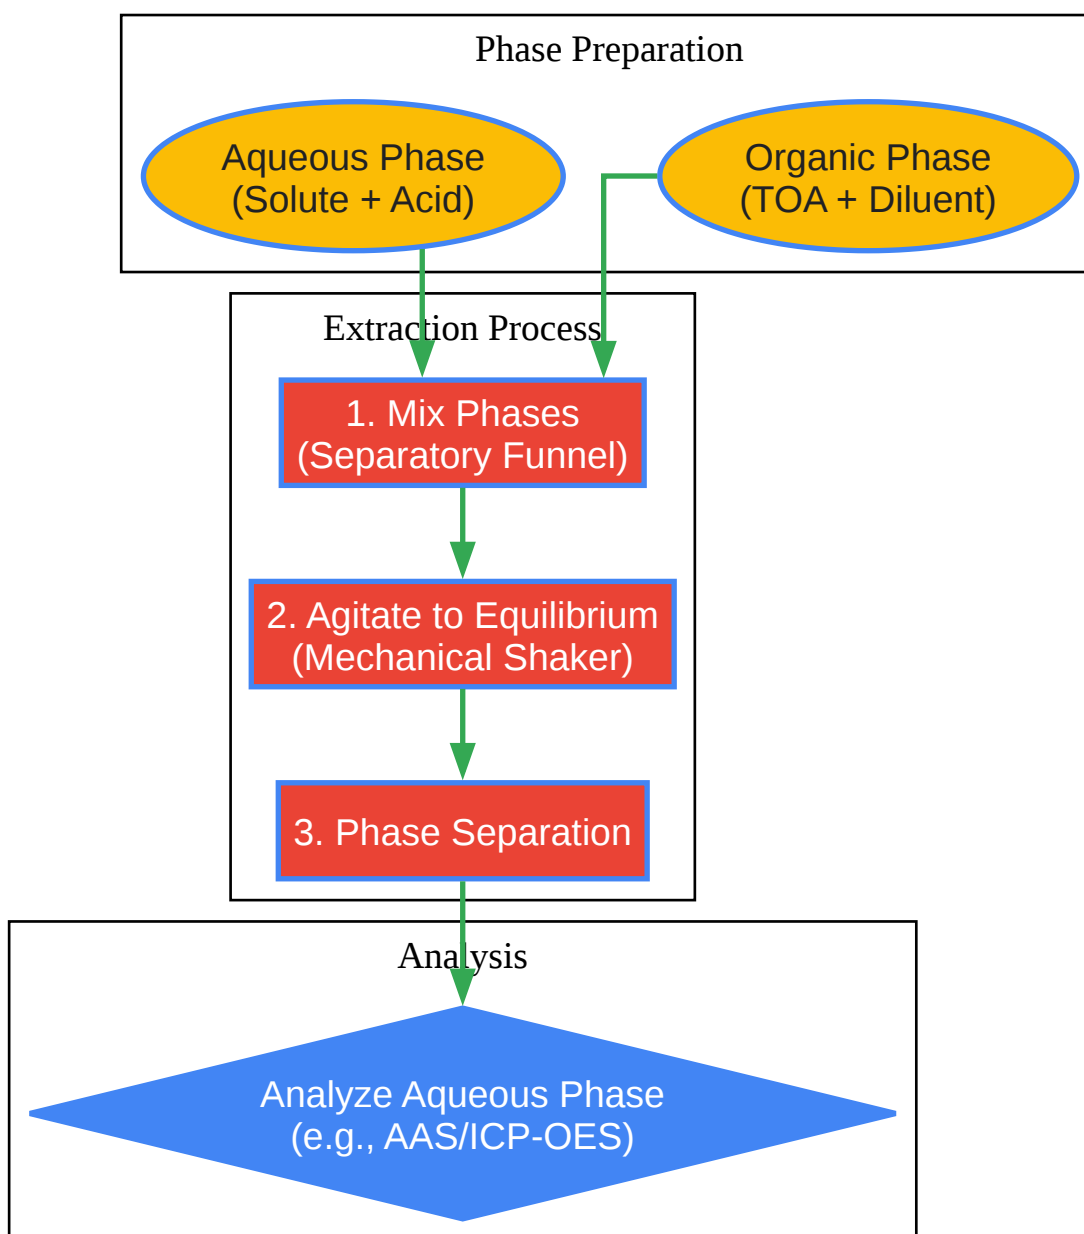 Phase Preparation
Aqueous Phase
(Solute + Acid)
Organic Phase
(TOA + Diluent)
Extraction Process
1. Mix Phases
(Separatory Funnel)
2. Agitate to Equilibrium
(Mechanical Shaker)
3. Phase Separation
Analysis
Analyze Aqueous Phase
(e.g., AAS/ICP-OES)